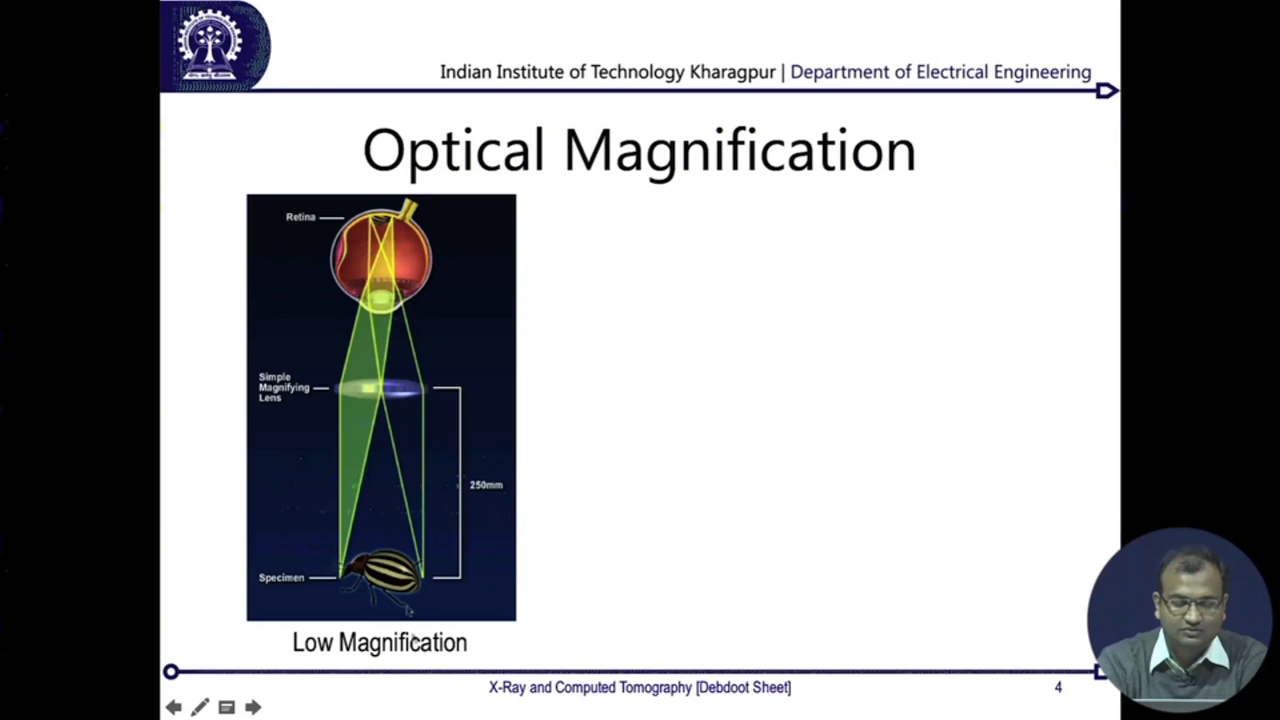 Indian Institute of Technology Kharagpur | Department of Electrical Engineering
Optical Magnification
Retina
Simple
Magnifying
Lens
250mm
Specimen
Low Magnification
X-Ray and Computed Tomography [Debdoot Sheet]
4